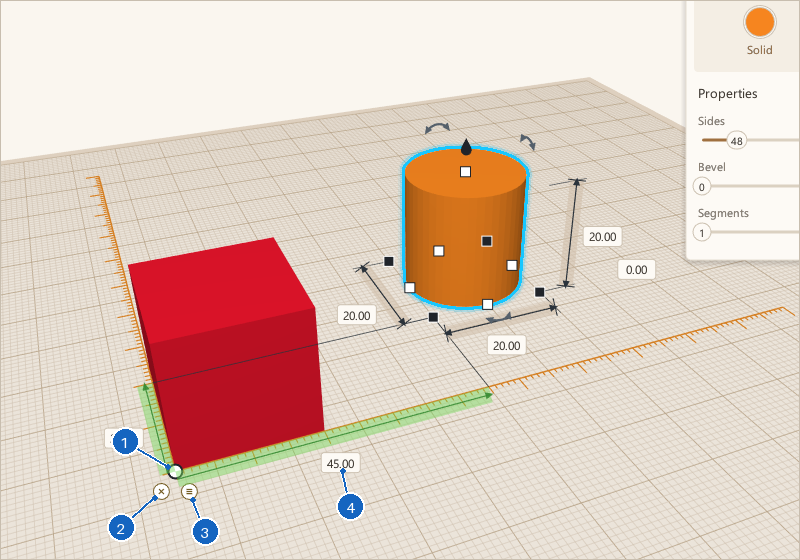 Solid
Properties
Sides
48
Bevel
0
Segments
1
20.00
0.00
20.00
20.00
1
45.00
2
3
4